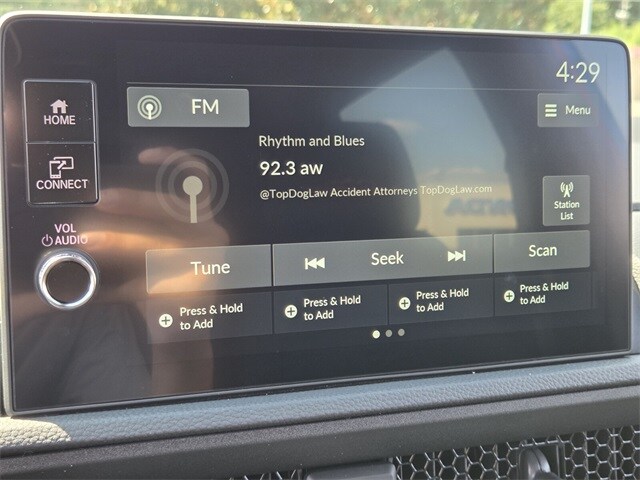 4:29
HOME
FM
Menu
Rhythm and Blues
92.3 aw
@TopDogLaw Accident Attorneys TopDogLaw.com
CONNECT
Station
List
VOL
AUDIO
Tune
Seek
Scan
Press & Hold
to Add
Press & Hold
to Add
Press & Hold
to Add
Press & Hold
to Add